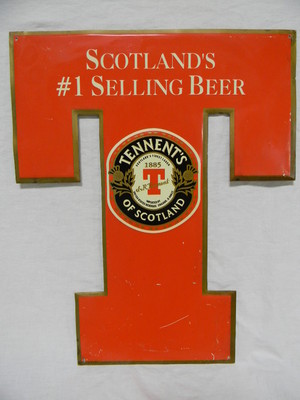 SCOTLAND'S
#1 SELLING BEER
TENNENT'S
1885
T
OF SCOTLAND